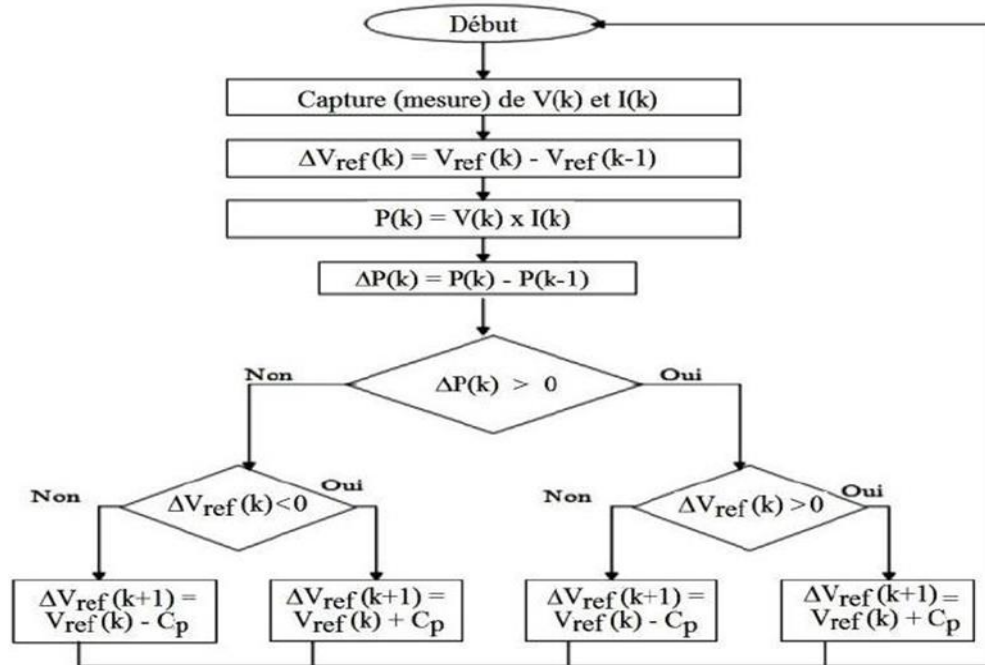 Début
Capture (mesure) de V(k) et I(k)
ΔVref(k) = Vref(k) - Vref(k-1)
P(k) = V(k) x I(k)
ΔP(k) = P(k) - P(k-1)
Non
ΔP(k) > 0
Oui
Non
ΔVref(k)<0
Oui
Non
ΔVref(k) >0
Oui
ΔVref(k+1) =
Vref(k) - Cp
ΔVref(k+1) =
Vref(k) + Cp
ΔVref(k+1) =
Vref(k) - Cp
ΔVref(k+1) =
Vref(k) + Cp